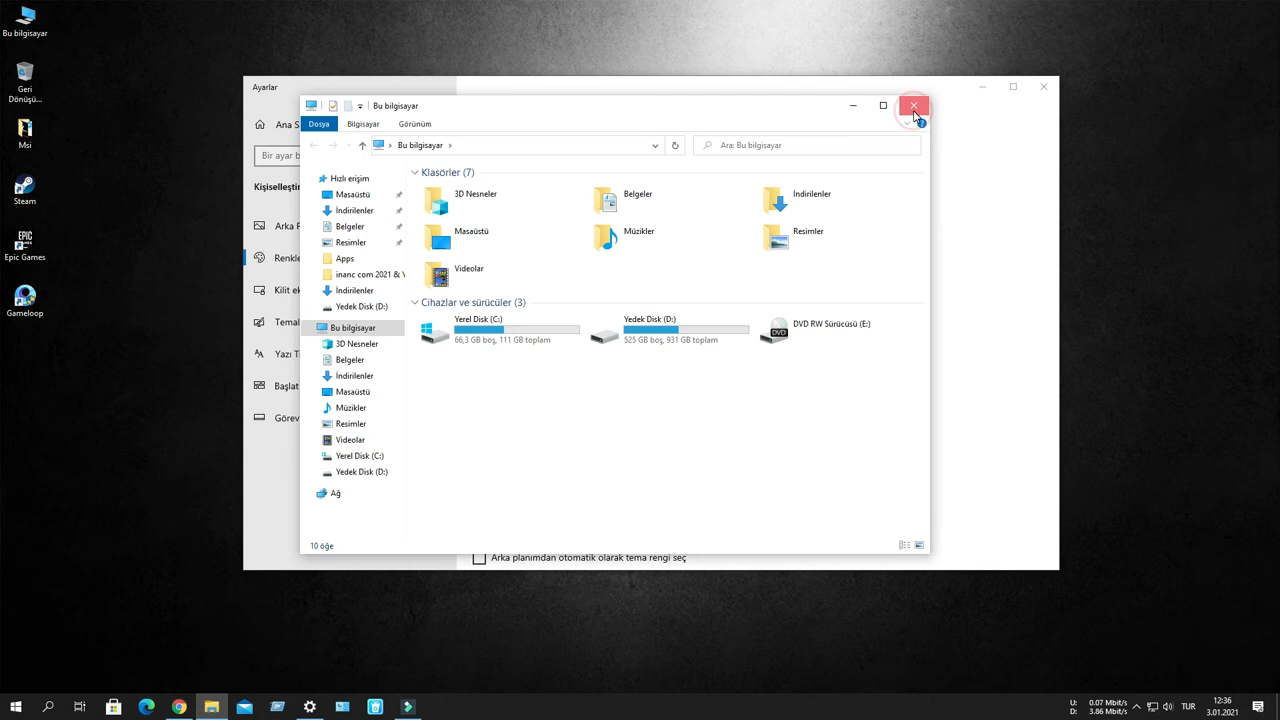 Bu bilgisayar
Geri
Dönüşü...
Msi
Steam
EPIC
GAMES
Epic Games
Gameloop
Ayarlar
Ana S
Bir ayar b
Kişiselleştir
Arka P
Renkle
Kilit ek
Temal
Yazı T
Başlat
Görev
Arka planımdan otomatik olarak tema rengi seç
Bu bilgisayar
Dosya
Bilgisayar
Görünüm
Bu bilgisayar
Ara: Bu bilgisayar
Hızlı erişim
Masaüstü
İndirilenler
Belgeler
Resimler
Apps
inanc com 2021 & Y
İndirilenler
Yedek Disk (D:)
Bu bilgisayar
3D Nesneler
Belgeler
İndirilenler
Masaüstü
Müzikler
Resimler
Videolar
Yerel Disk (C:)
Yedek Disk (D:)
Ağ
Klasörler (7)
3D Nesneler
Belgeler
İndirilenler
Masaüstü
Müzikler
Resimler
Videolar
Cihazlar ve sürücüler (3)
Yerel Disk (C:)
66,3 GB boş, 111 GB toplam
Yedek Disk (D:)
525 GB boş, 931 GB toplam
DVD
DVD RW Sürücüsü (E:)
10 öğe
U: 0.07 Mbit/s
D: 3.86 Mbit/s
TUR
12:36
3.01.2021